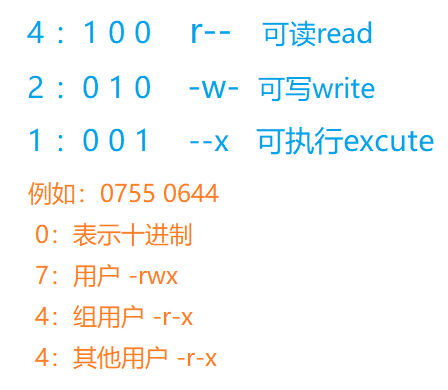 4：1 0 0 r-- 可读read
2：0 1 0 -w- 可写write
1：0 0 1 --x 可执行excute
例如：0755 0644
0：表示十进制
7：用户 -rwx
4：组用户 -r-x
4：其他用户 -r-x